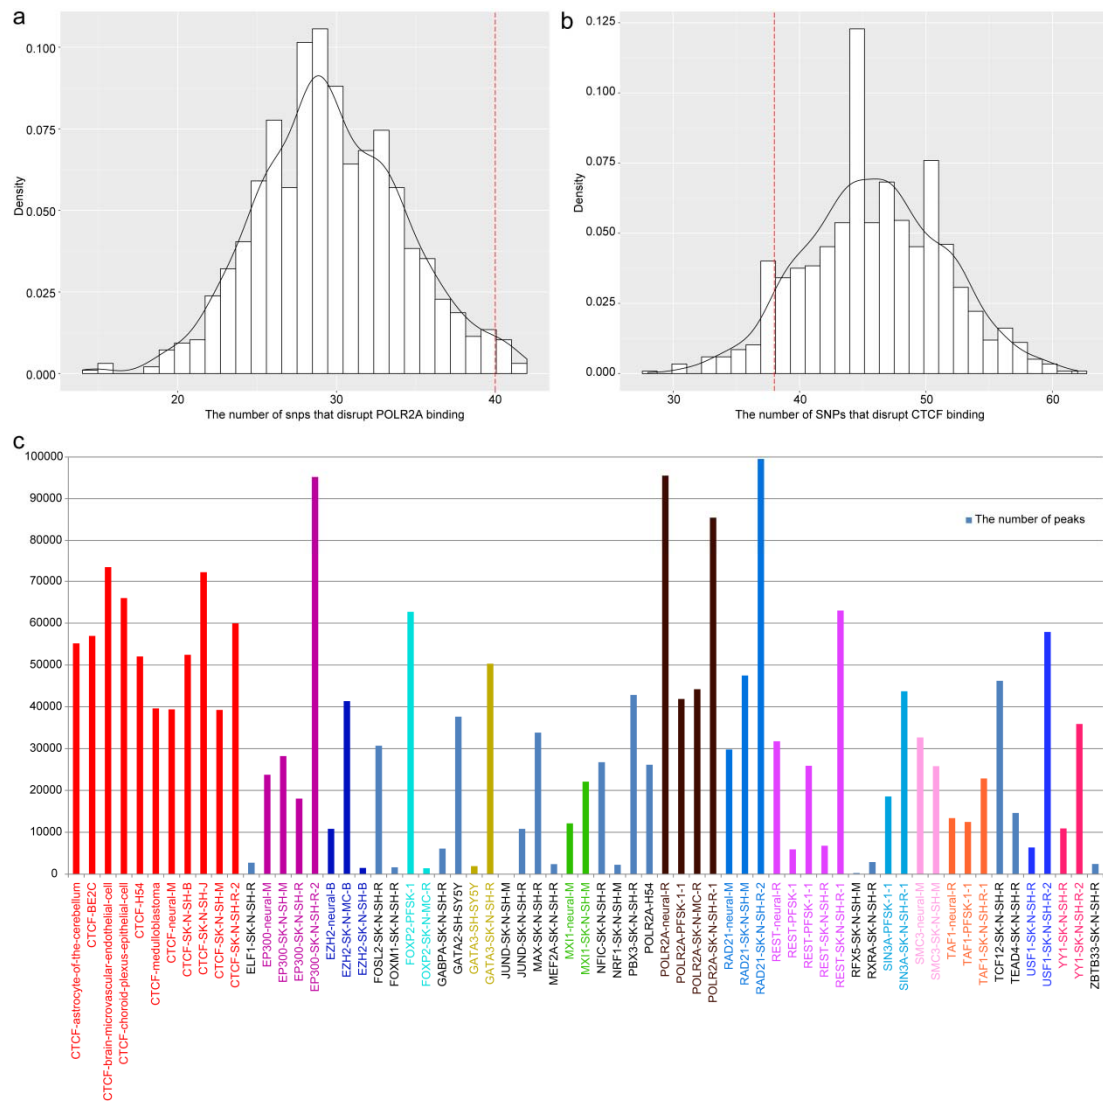 a
0.100
0.075
0.050
0.025
0.000
Density
20
30
40
The number of snps that disrupt POLR2A binding
b
0.125
0.100
0.075
0.050
0.025
0.000
Density
30
40
50
60
The number of SNPs that disrupt CTCF binding
c
100000
90000
80000
70000
60000
50000
40000
30000
20000
10000
0
The number of peaks
CTCF-astrocyte-of-the-cerebellum
CTCF-BE2C
CTCF-brain-microvascular-endothelial-cell
CTCF-choroid-plexus-epithelial-cell
CTCF-H54
CTCF-medulloblastoma
CTCF-neural-M
CTCF-SK-N-SH-B
CTCF-SK-N-SH-J
CTCF-SK-N-SH-M
CTCF-SK-N-SH-R-2
ELF1-SK-N-SH-R
EP300-neural-M
EP300-SK-N-SH-M
EP300-SK-N-SH-R
EP300-SK-N-SH-R-2
EZH2-neural-B
EZH2-SK-N-MC-B
EZH2-SK-N-SH-B
FOSL2-SK-N-SH-R
FOXM1-SK-N-SH-R
FOXP2-PFSK-1
FOXP2-SK-N-MC-R
GABPA-SK-N-SH-R
GATA2-SH-SY5Y
GATA3-SH-SY5Y
GATA3-SK-N-SH-R
JUND-SK-N-SH-M
JUND-SK-N-SH-R
MAX-SK-N-SH-R
MEF2A-SK-N-SH-R
MXI1-neural-M
MXI1-SK-N-SH-M
NFIC-SK-N-SH-R
NRF1-SK-N-SH-M
PBX3-SK-N-SH-R
POLR2A-H54
POLR2A-neural-R
POLR2A-PFSK-1-1
POLR2A-SK-N-MC-R
POLR2A-SK-N-SH-R-1
RAD21-neural-M
RAD21-SK-N-SH-M
RAD21-SK-N-SH-R-2
REST-neural-R
REST-PFSK-1
REST-PFSK-1-1
REST-SK-N-SH-R
REST-SK-N-SH-R-1
RFX5-SK-N-SH-M
RXRA-SK-N-SH-R
SIN3A-PFSK-1-1
SIN3A-SK-N-SH-R-1
SMC3-neural-M
SMC3-SK-N-SH-M
TAF1-neural-R
TAF1-PFSK-1-1
TAF1-SK-N-SH-R-1
TCF12-SK-N-SH-R
TEAD4-SK-N-SH-R
USF1-SK-N-SH-R
USF1-SK-N-SH-R-2
YY1-SK-N-SH-R
YY1-SK-N-SH-R-2
ZBTB33-SK-N-SH-R